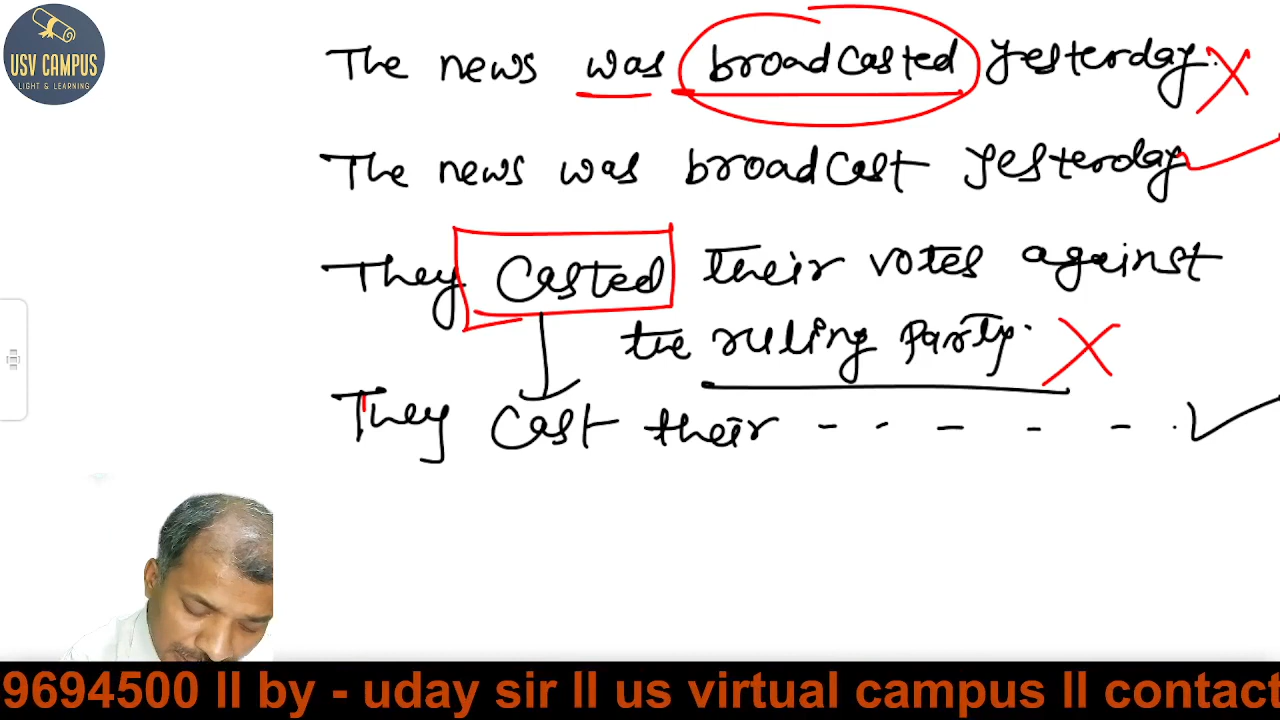 USV CAMPUS
LIGHT & LEARNING
The news was broadcasted yesterday.
The news was broadcast yesterday
They Casted their votes against
the ruling Party.
They Cast their - - - - - .
9694500 ll by - uday sir ll us virtual campus ll contact